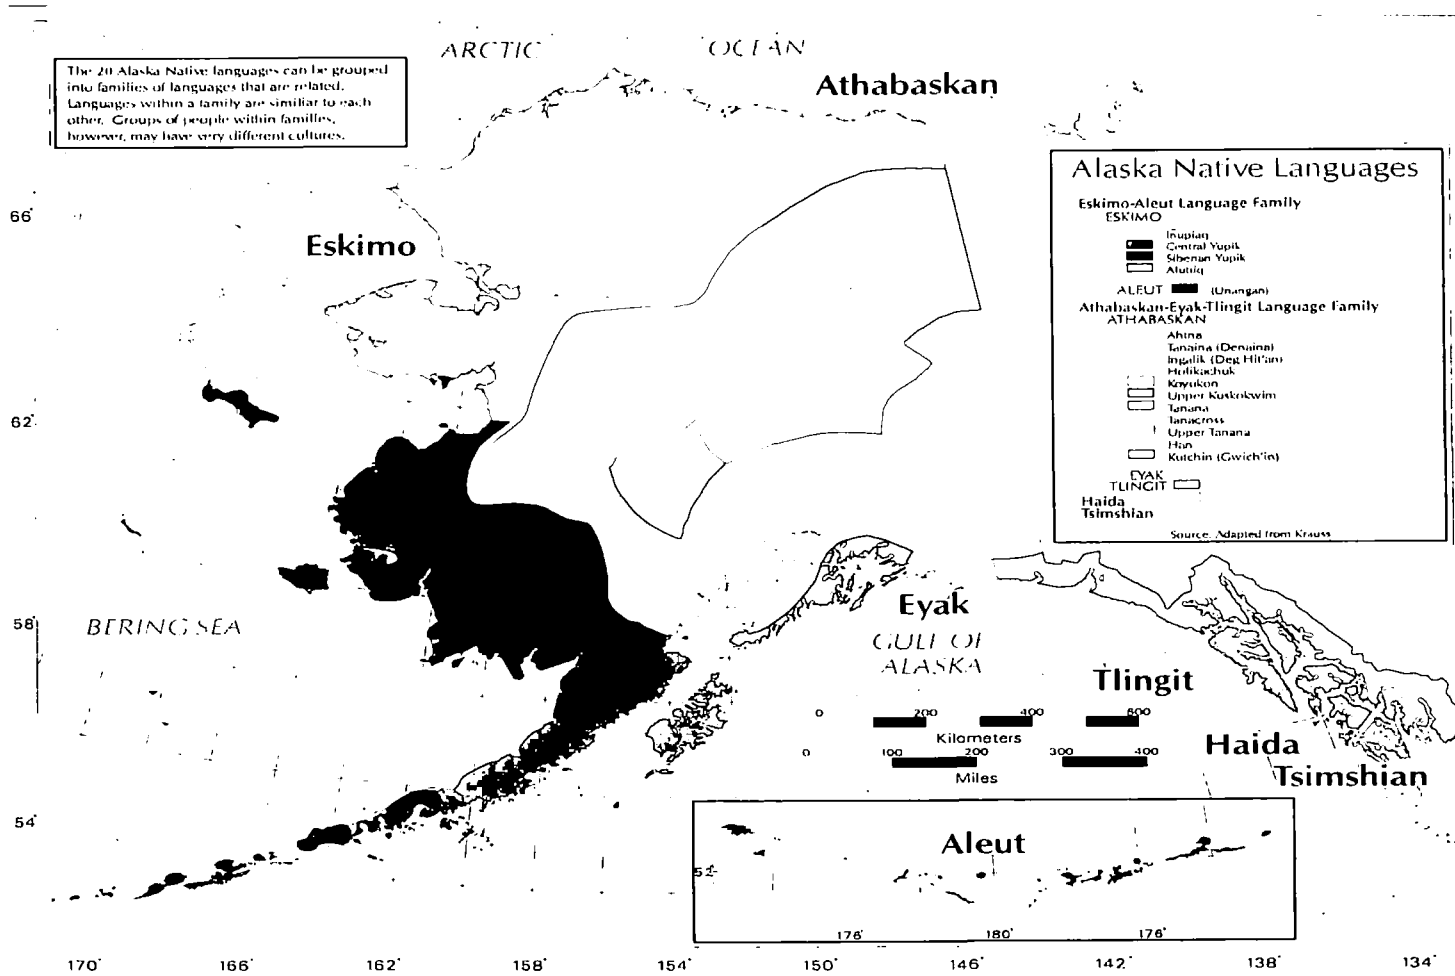 ARCTIC OCEAN
The 20 Alaska Native languages can be grouped
into families of languages that are related.
Languages within a family are similiar to each
other. Groups of people within families,
however, may have very different cultures.
Athabaskan
Alaska Native Languages
Eskimo-Aleut Language Family
ESKIMO
Inupiaq
Central Yupik
Siberian Yupik
Alutiiq
ALEUT (Unangan)
Athabaskan-Eyak-Tlingit Language Family
ATHABASKAN
Ahtna
Tanaina (Denaina)
Ingalik (Deg Hit'an)
Holikachuk
Koyukon
Upper Kuskokwim
Tanana
Tanacross
Upper Tanana
Han
Kutchin (Gwich'in)
EYAK
TLINGIT
Haida
Tsimshian
Source: Adapted from Krauss
66°
Eskimo
62°
58°
BERING SEA
Eyak
GULF OF
ALASKA
Tlingit
0 200 400 600
Kilometers
0 100 200 300 400
Miles
Haida
Tsimshian
54°
Aleut
176° 180° 176°
170° 166° 162° 158° 154° 150° 146° 142° 138° 134°